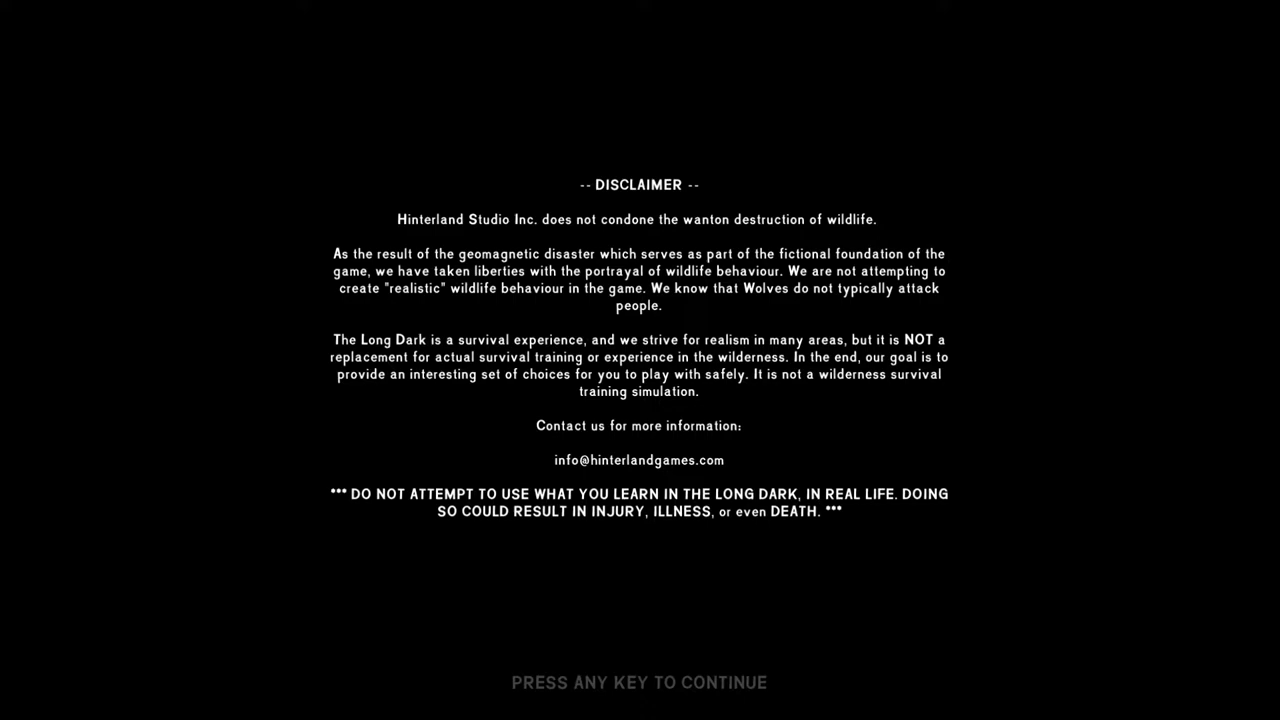 -- DISCLAIMER --
Hinterland Studio Inc. does not condone the wanton destruction of wildlife.
As the result of the geomagnetic disaster which serves as part of the fictional foundation of the
game, we have taken liberties with the portrayal of wildlife behaviour. We are not attempting to
create "realistic" wildlife behaviour in the game. We know that Wolves do not typically attack
people.
The Long Dark is a survival experience, and we strive for realism in many areas, but it is NOT a
replacement for actual survival training or experience in the wilderness. In the end, our goal is to
provide an interesting set of choices for you to play with safely. It is not a wilderness survival
training simulation.
Contact us for more information:
info@hinterlandgames.com
*** DO NOT ATTEMPT TO USE WHAT YOU LEARN IN THE LONG DARK, IN REAL LIFE. DOING
SO COULD RESULT IN INJURY, ILLNESS, or even DEATH. ***
PRESS ANY KEY TO CONTINUE